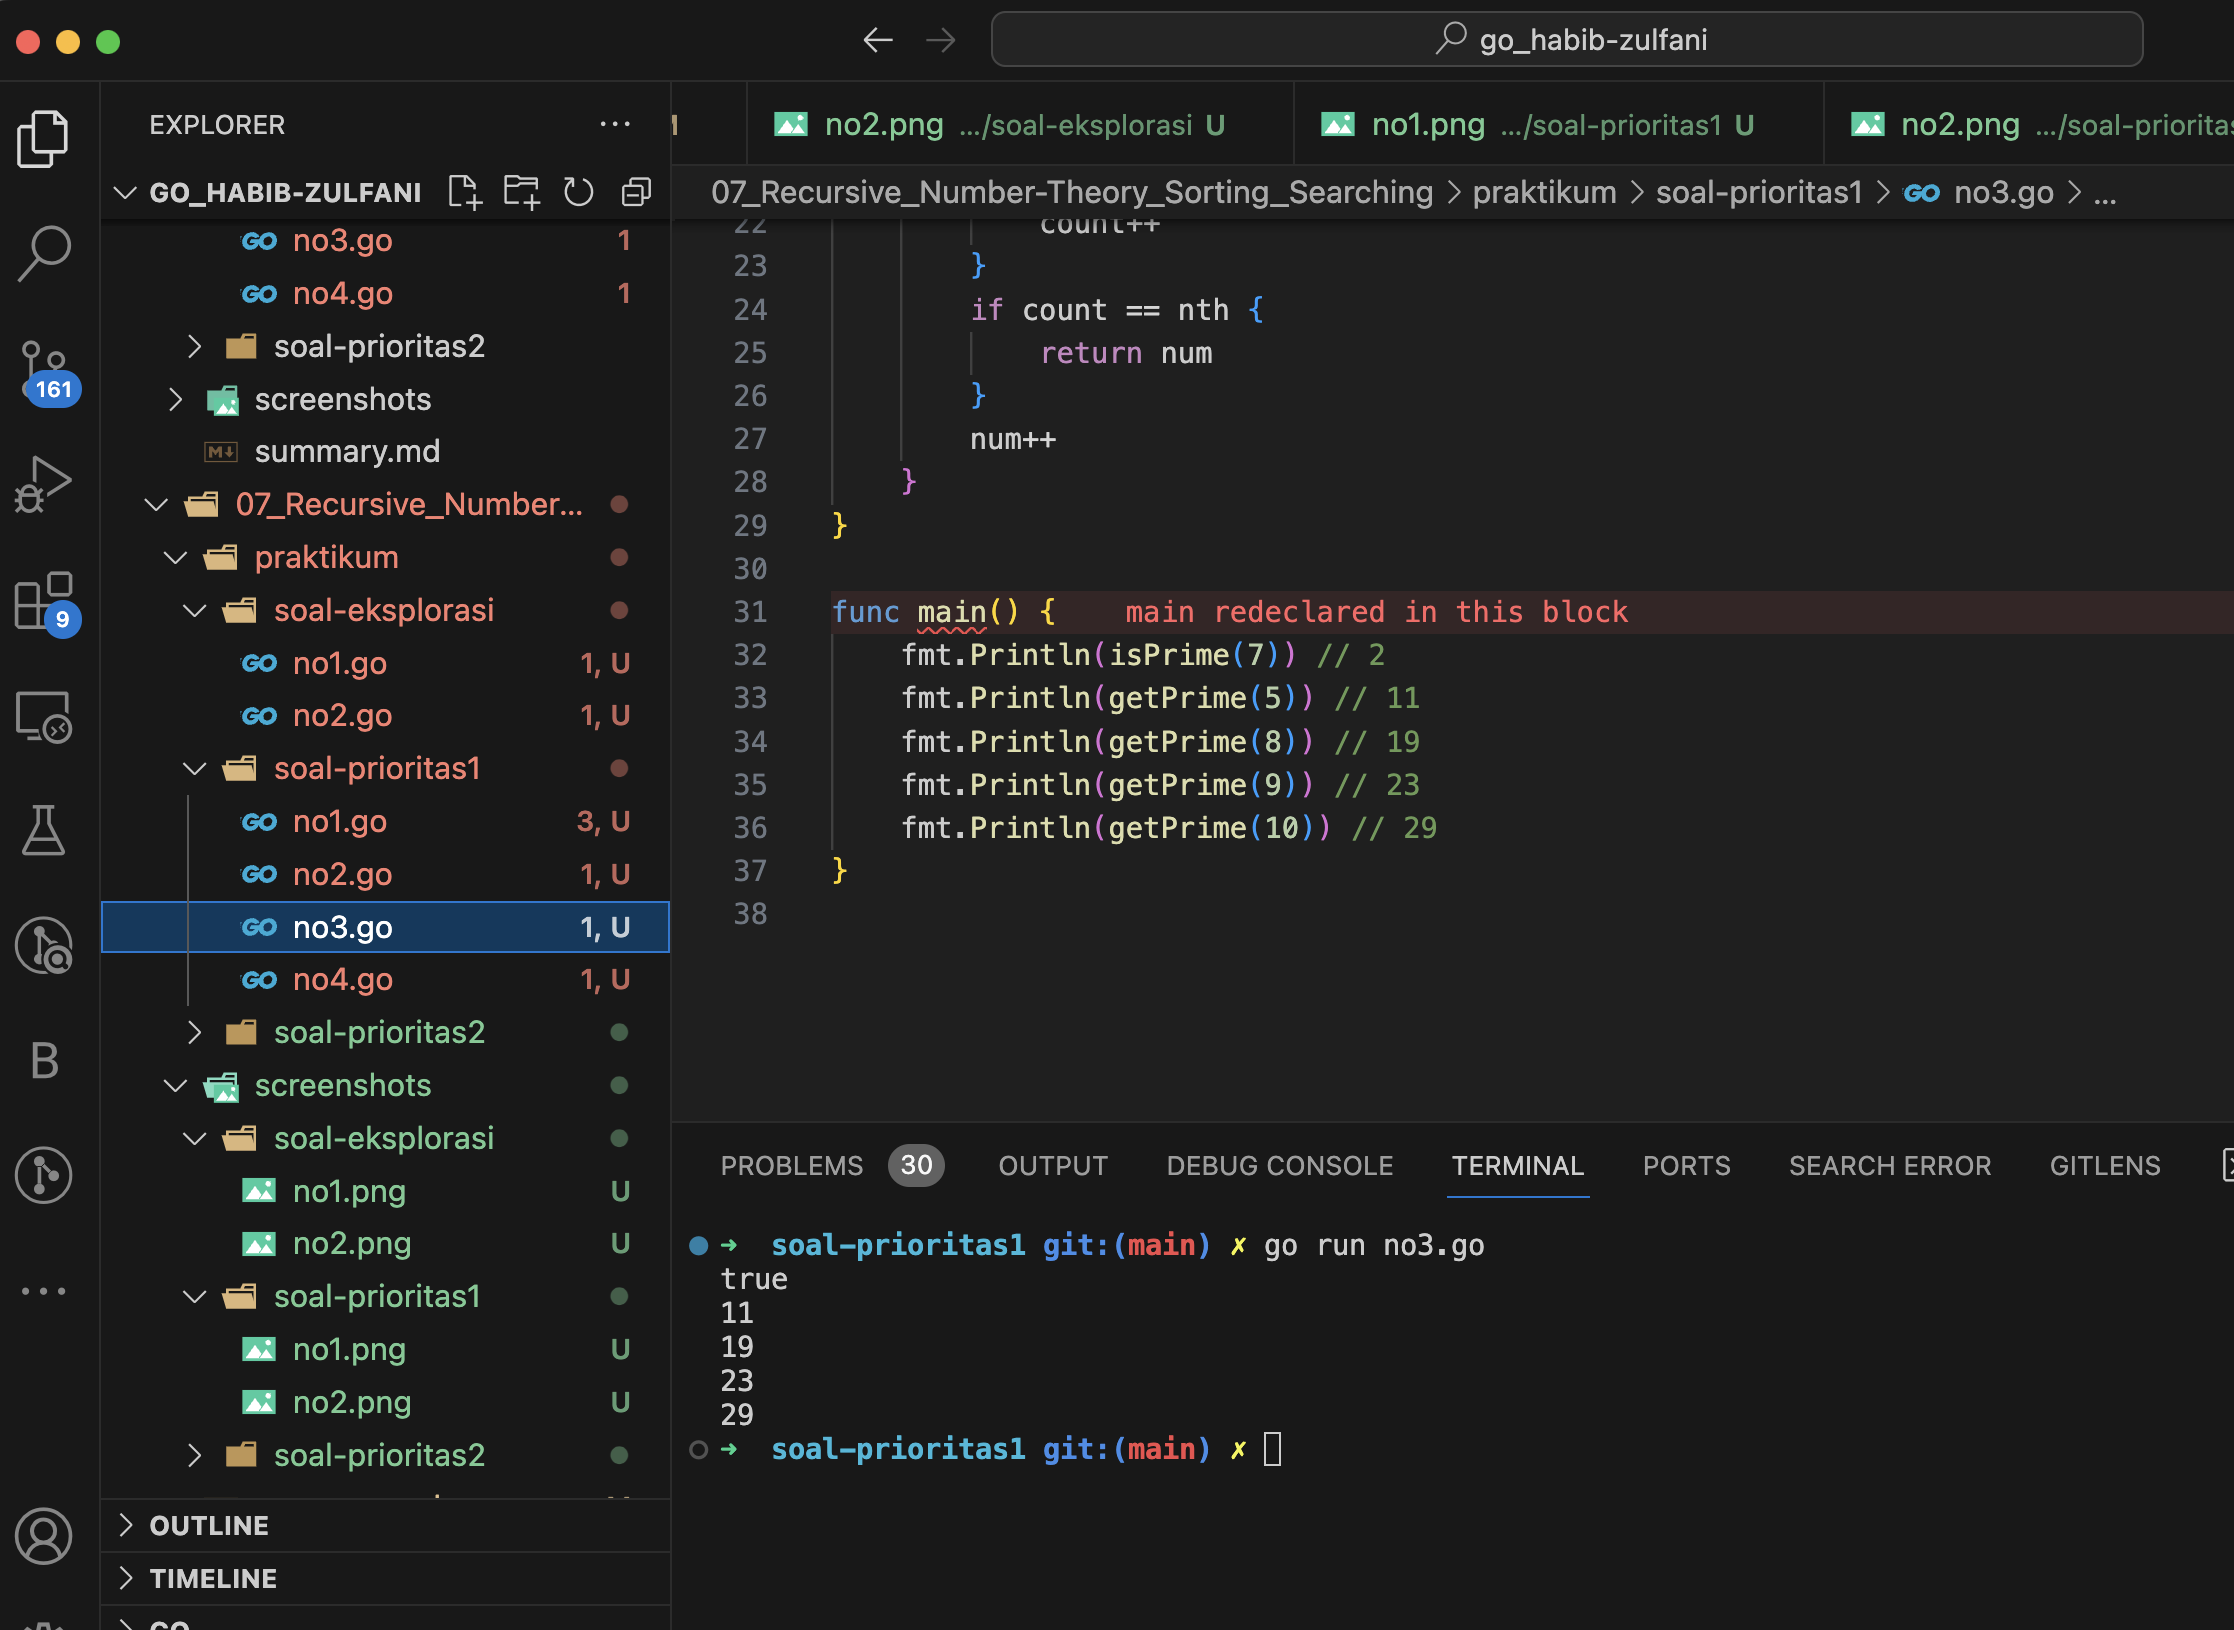 go_habib-zulfani
EXPLORER
GO_HABIB-ZULFANI
no3.go 1
no4.go 1
soal-prioritas2
screenshots
summary.md
07_Recursive_Number...
praktikum
soal-eksplorasi
no1.go 1, U
no2.go 1, U
soal-prioritas1
no1.go 3, U
no2.go 1, U
no3.go 1, U
no4.go 1, U
soal-prioritas2
screenshots
soal-eksplorasi
no1.png U
no2.png U
soal-prioritas1
no1.png U
no2.png U
soal-prioritas2
OUTLINE
TIMELINE
GO
161
9
B
no2.png .../soal-eksplorasi U
no1.png .../soal-prioritas1 U
no2.png .../soal-prioritas
07_Recursive_Number-Theory_Sorting_Searching > praktikum > soal-prioritas1 > GO no3.go > ...
22 count++
23 }
24 if count == nth {
25 return num
26 }
27 num++
28 }
29 }
30
31 func main() { main redeclared in this block
32 fmt.Println(isPrime(7)) // 2
33 fmt.Println(getPrime(5)) // 11
34 fmt.Println(getPrime(8)) // 19
35 fmt.Println(getPrime(9)) // 23
36 fmt.Println(getPrime(10)) // 29
37 }
38
PROBLEMS 30 OUTPUT DEBUG CONSOLE TERMINAL PORTS SEARCH ERROR GITLENS
➜ soal-prioritas1 git:(main) ✗ go run no3.go
true
11
19
23
29
➜ soal-prioritas1 git:(main) ✗